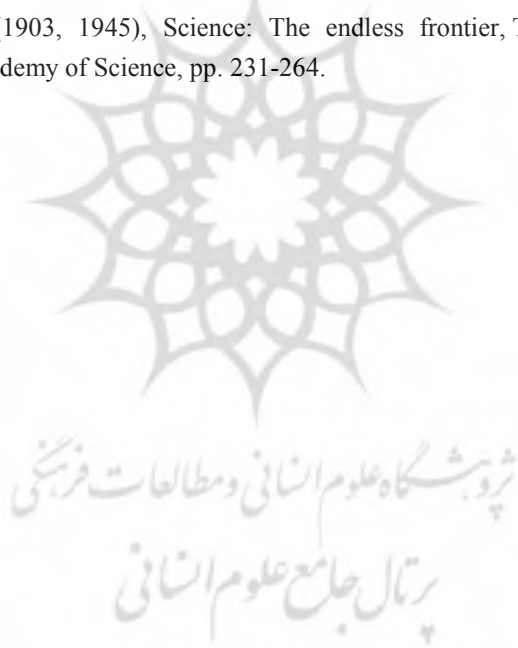 (1903, 1945), Science: The endless frontier, T
demy of Science, pp. 231-264.
پژوهشگاه علوم انسانی و مطالعات فرهنگی
پرتال جامع علوم انسانی